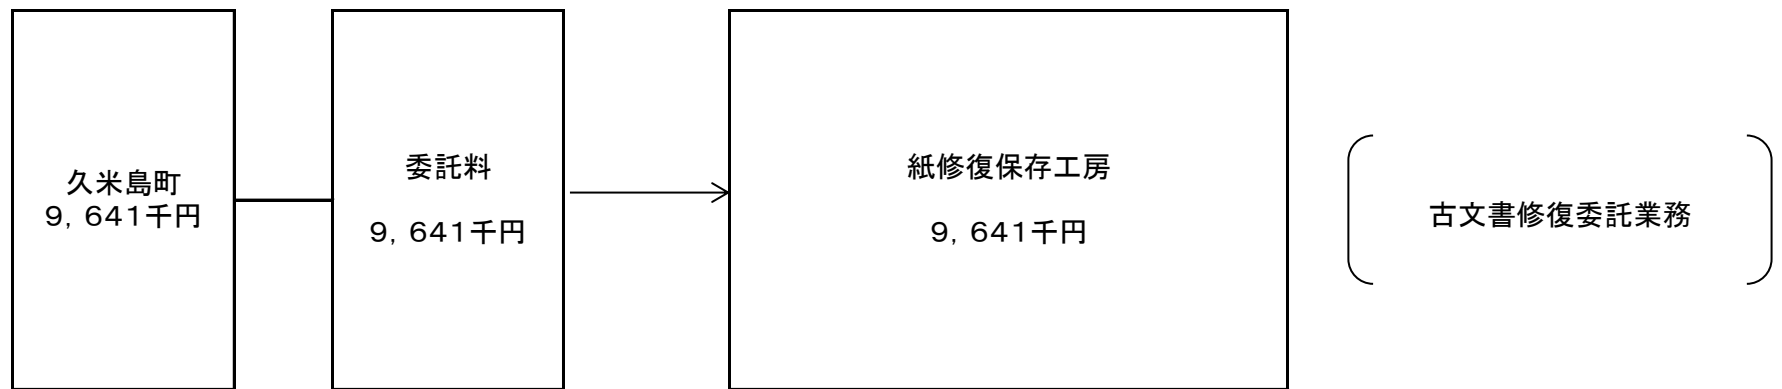 久米島町
９，６４１千円
委託料
９，６４１千円
紙修復保存工房
９，６４１千円
古文書修復委託業務